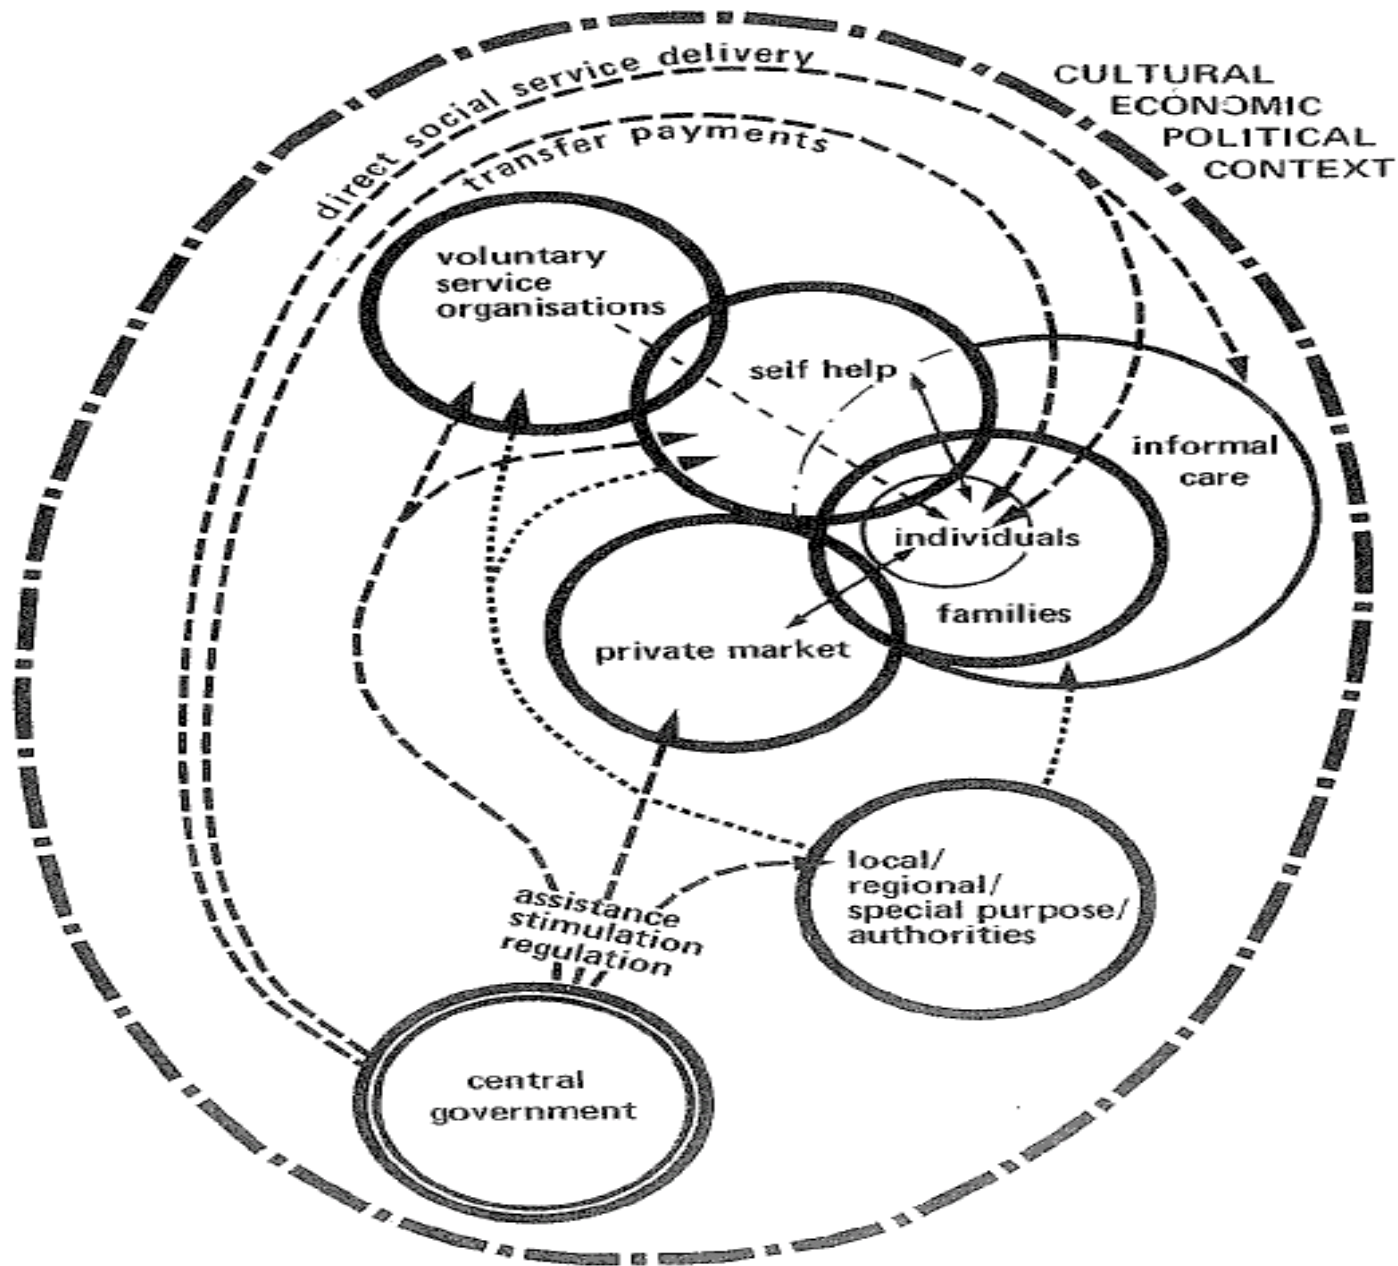 direct social service delivery
transfer payments
CULTURAL
ECONOMIC
POLITICAL
CONTEXT
voluntary
service
organisations
self help
informal
care
individuals
families
private market
local/
regional/
special purpose/
authorities
assistance
stimulation
regulation
central
government